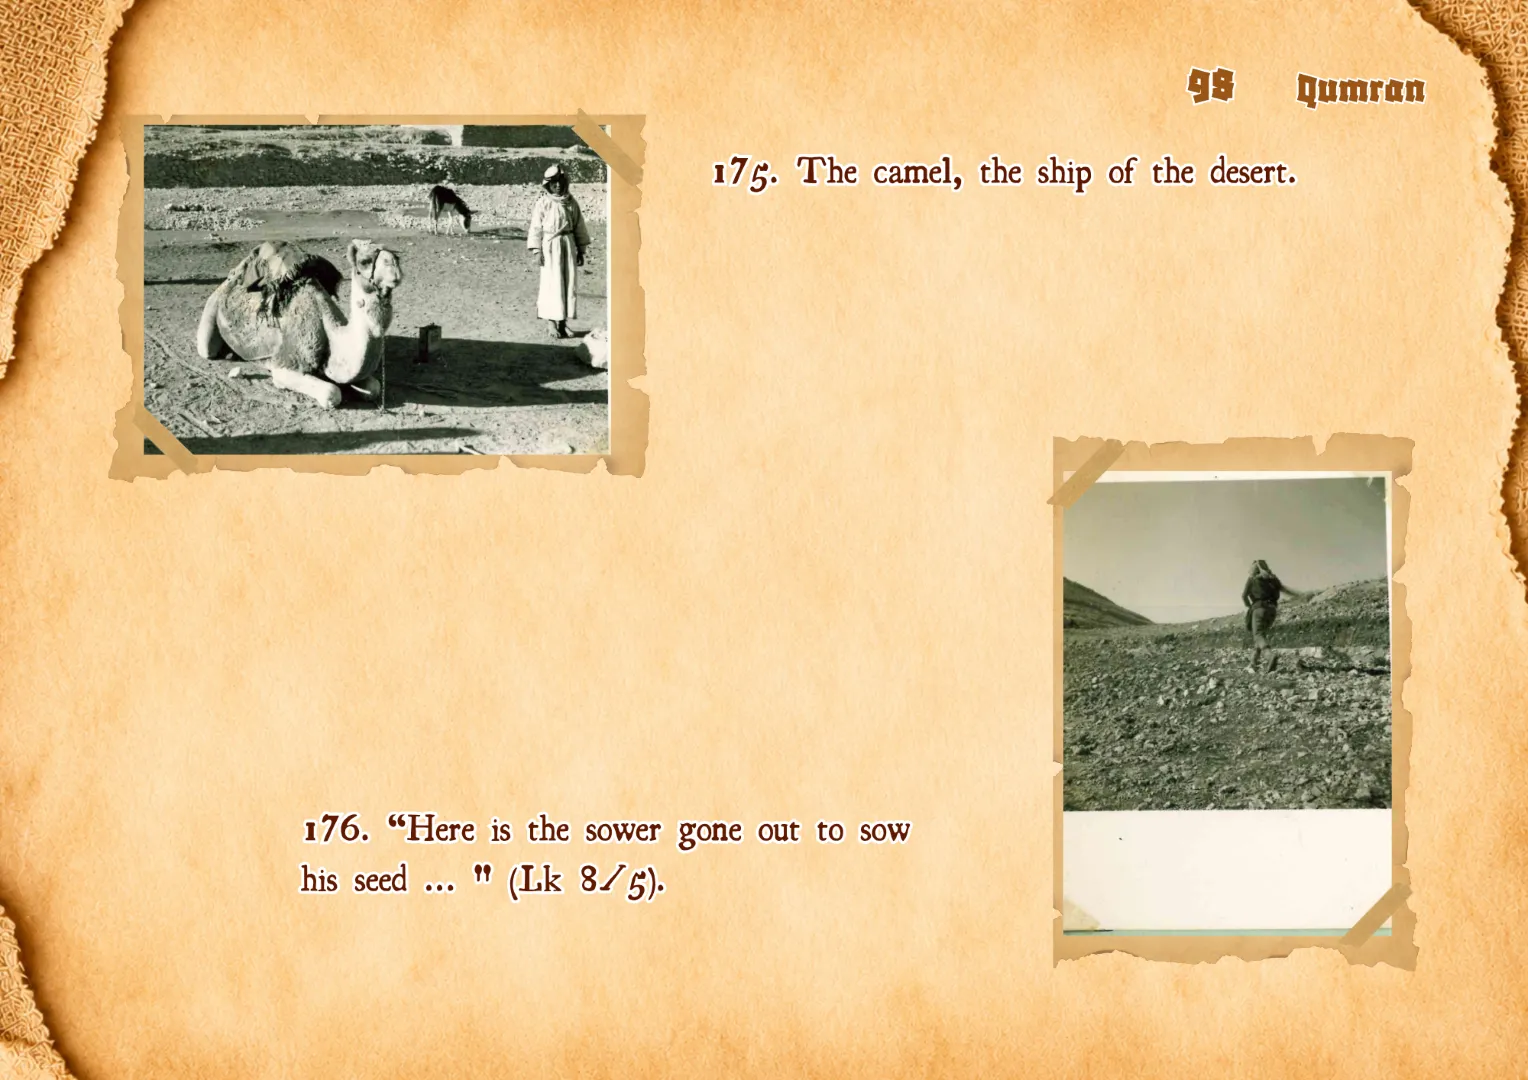 98 Qumran
175. The camel, the ship of the desert.
176. “Here is the sower gone out to sow
his seed ... " (Lk 8/5).